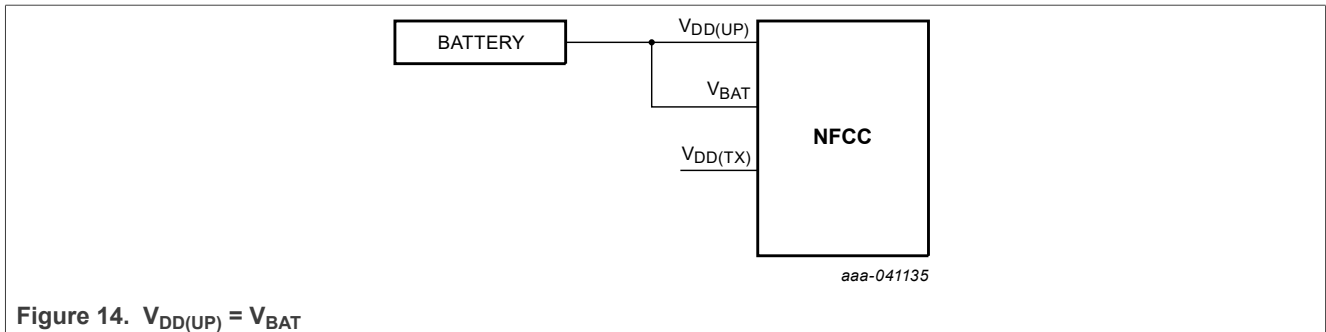 BATTERY
VDD(UP)
VBAT
NFCC
VDD(TX)
aaa-041135
Figure 14. VDD(UP) = VBAT